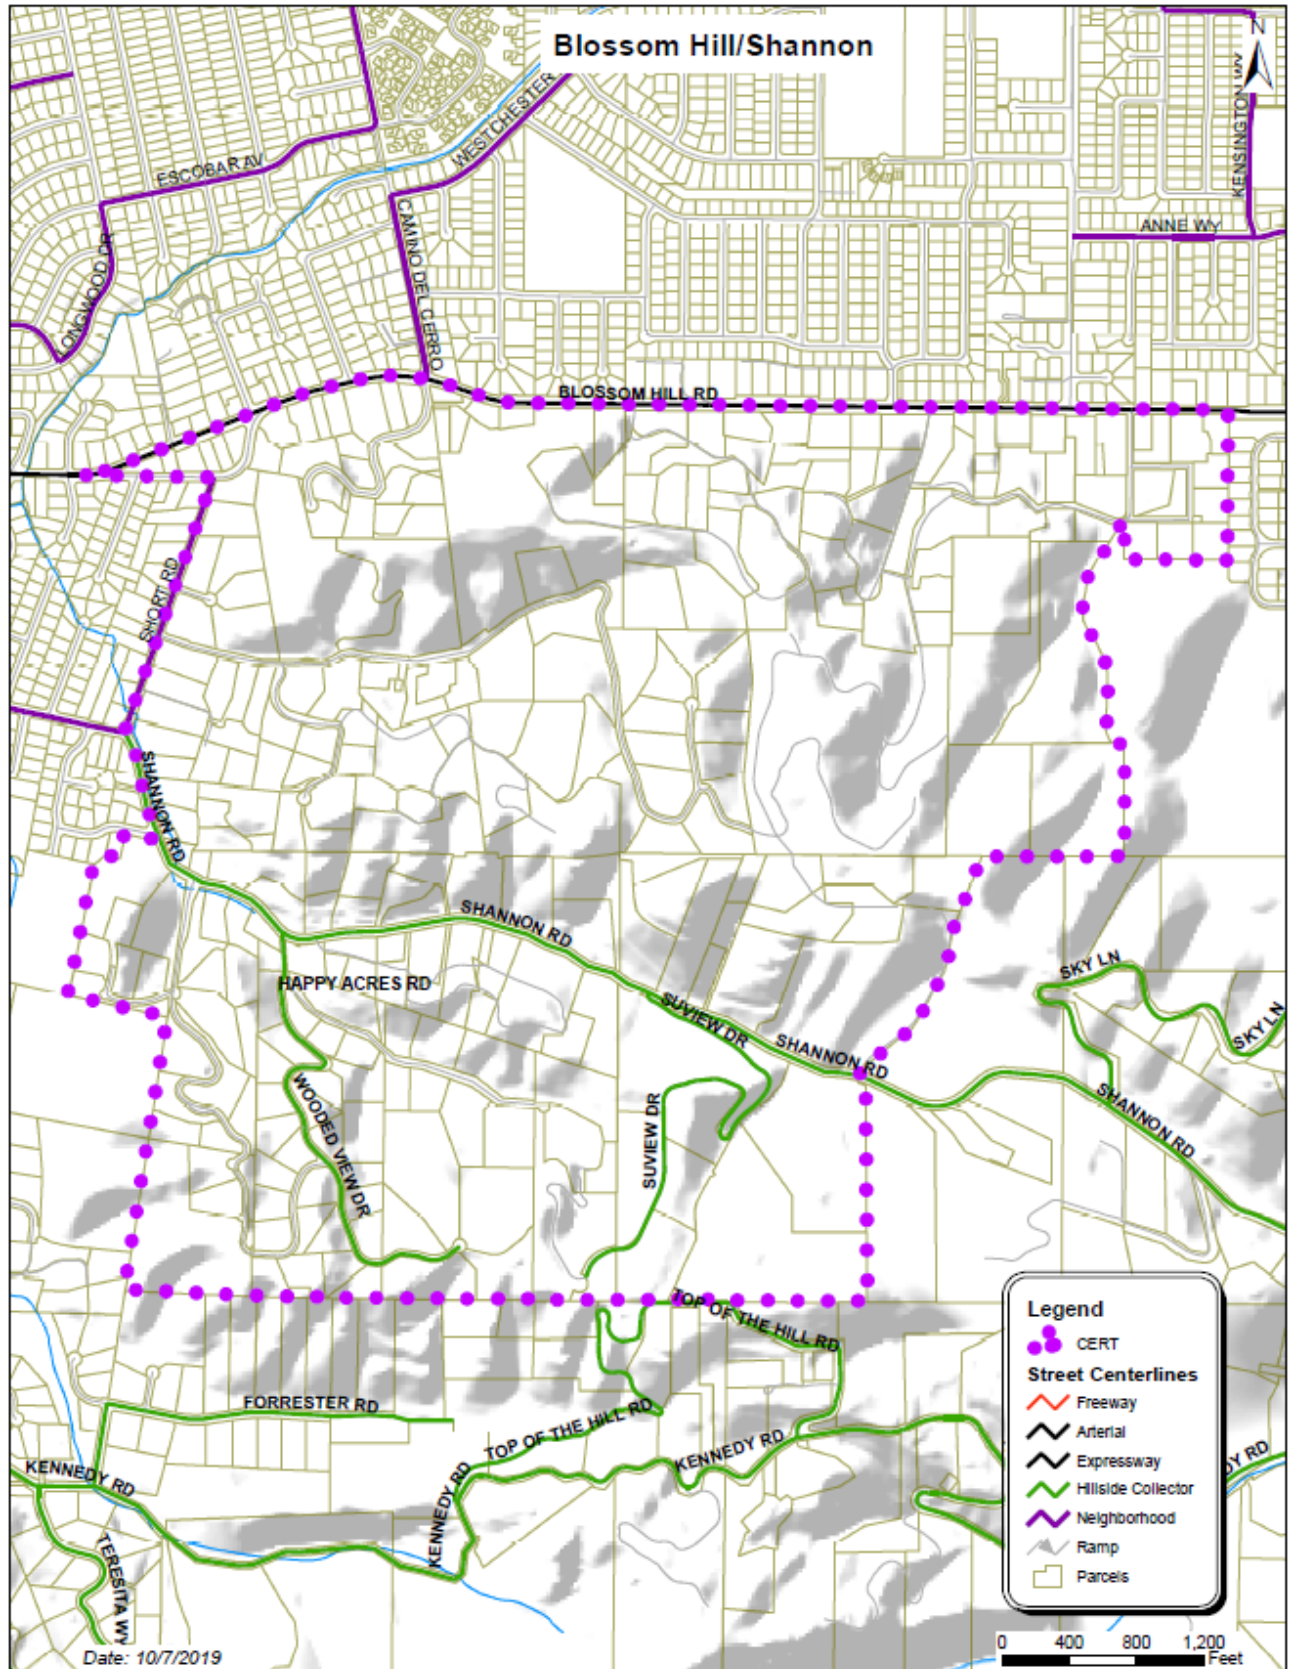 Blossom Hill/Shannon
N
WESTCHESTER
KENSINGTON WY
ESCOBAR AV
CAMINO DEL CERRO
ANNE WY
LONGWOOD DR
BLOSSOM HILL RD
SHORT RD
SHANNON RD
SHANNON RD
HAPPY ACRES RD
SKY LN
SUVIEW DR
SKY LN
SHANNON RD
WOODED VIEW DR
SUVIEW DR
SHANNON RD
TOP OF THE HILL RD
FORRESTER RD
TOP OF THE HILL RD
KENNEDY RD
KENNEDY RD
KENNEDY RD
DY RD
TERESITA WY
Legend
CERT
Street Centerlines
Freeway
Arterial
Expressway
Hillside Collector
Neighborhood
Ramp
Parcels
Date: 10/7/2019
0 400 800 1,200
Feet